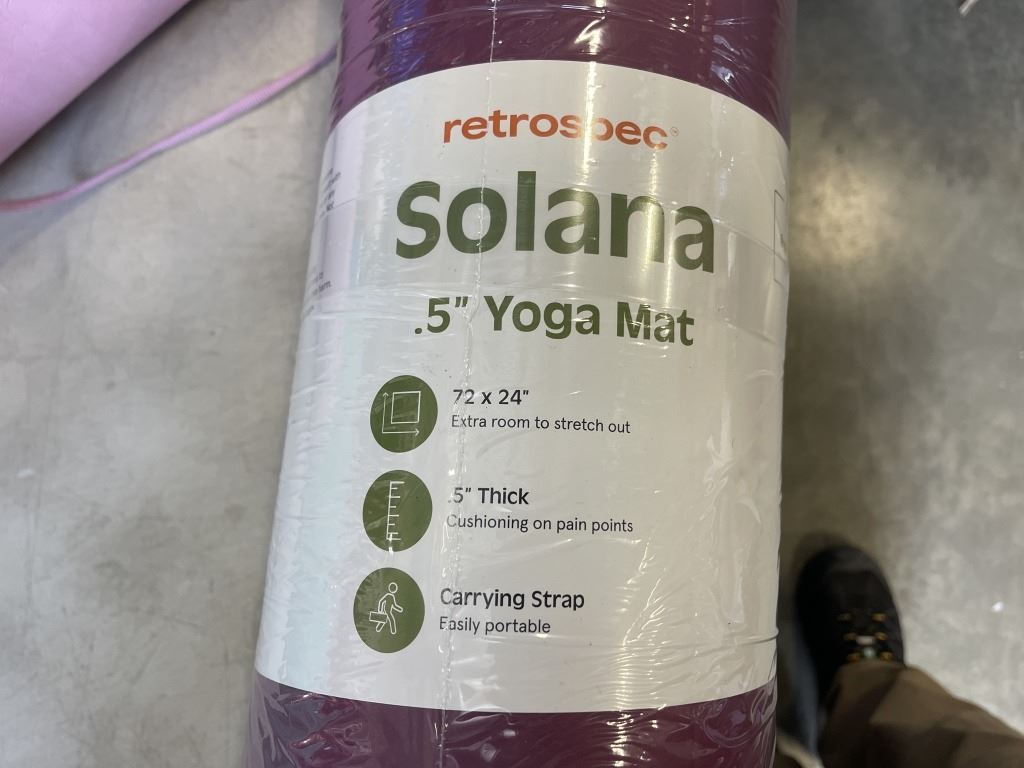 retrospec
Solana
.5" Yoga Mat
72 x 24"
Extra room to stretch out
.5" Thick
Cushioning on pain points
Carrying Strap
Easily portable